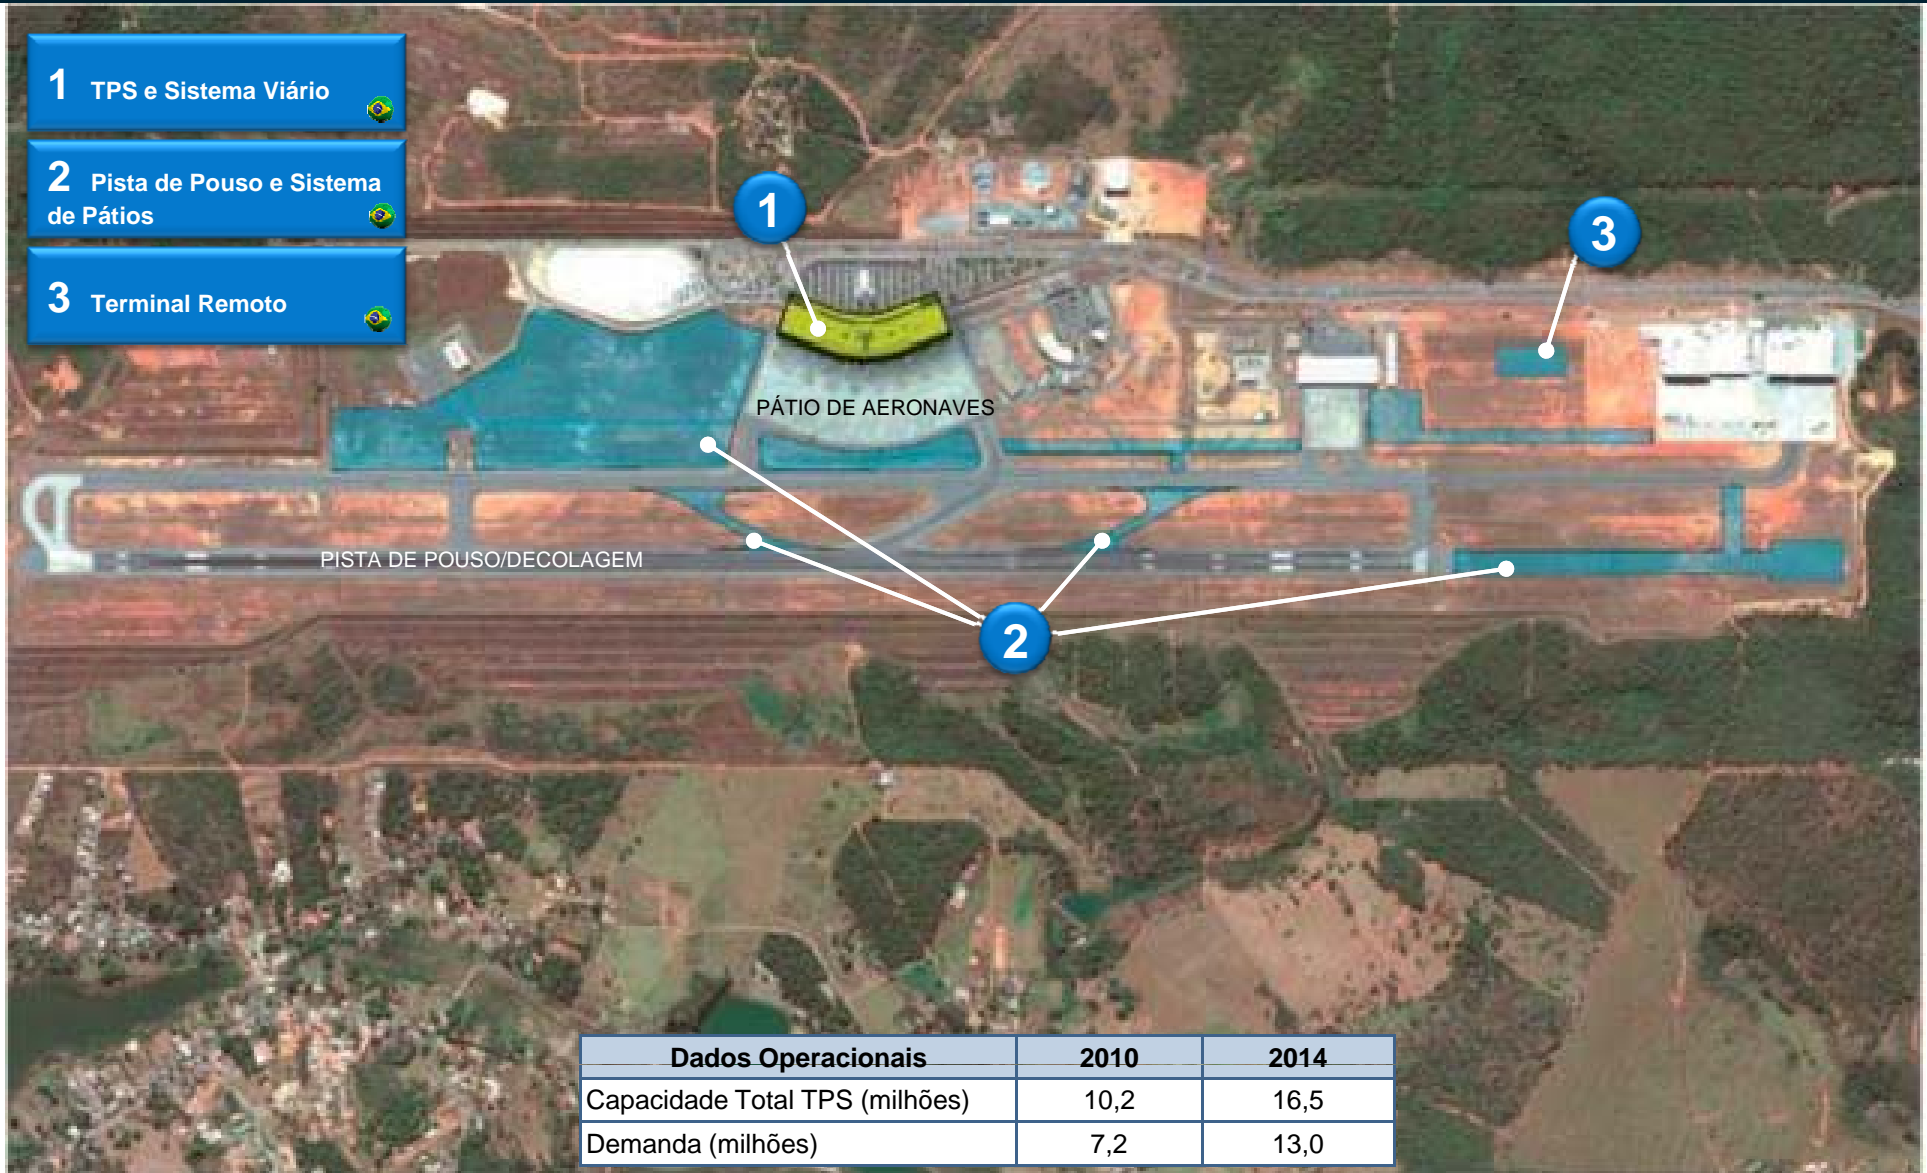 1 TPS e Sistema Viário
2 Pista de Pouso e Sistema
de Pátios
3 Terminal Remoto
1
3
PÁTIO DE AERONAVES
PISTA DE POUSO/DECOLAGEM
2
Dados Operacionais 2010 2014
Capacidade Total TPS (milhões) 10,2 16,5
Demanda (milhões) 7,2 13,0